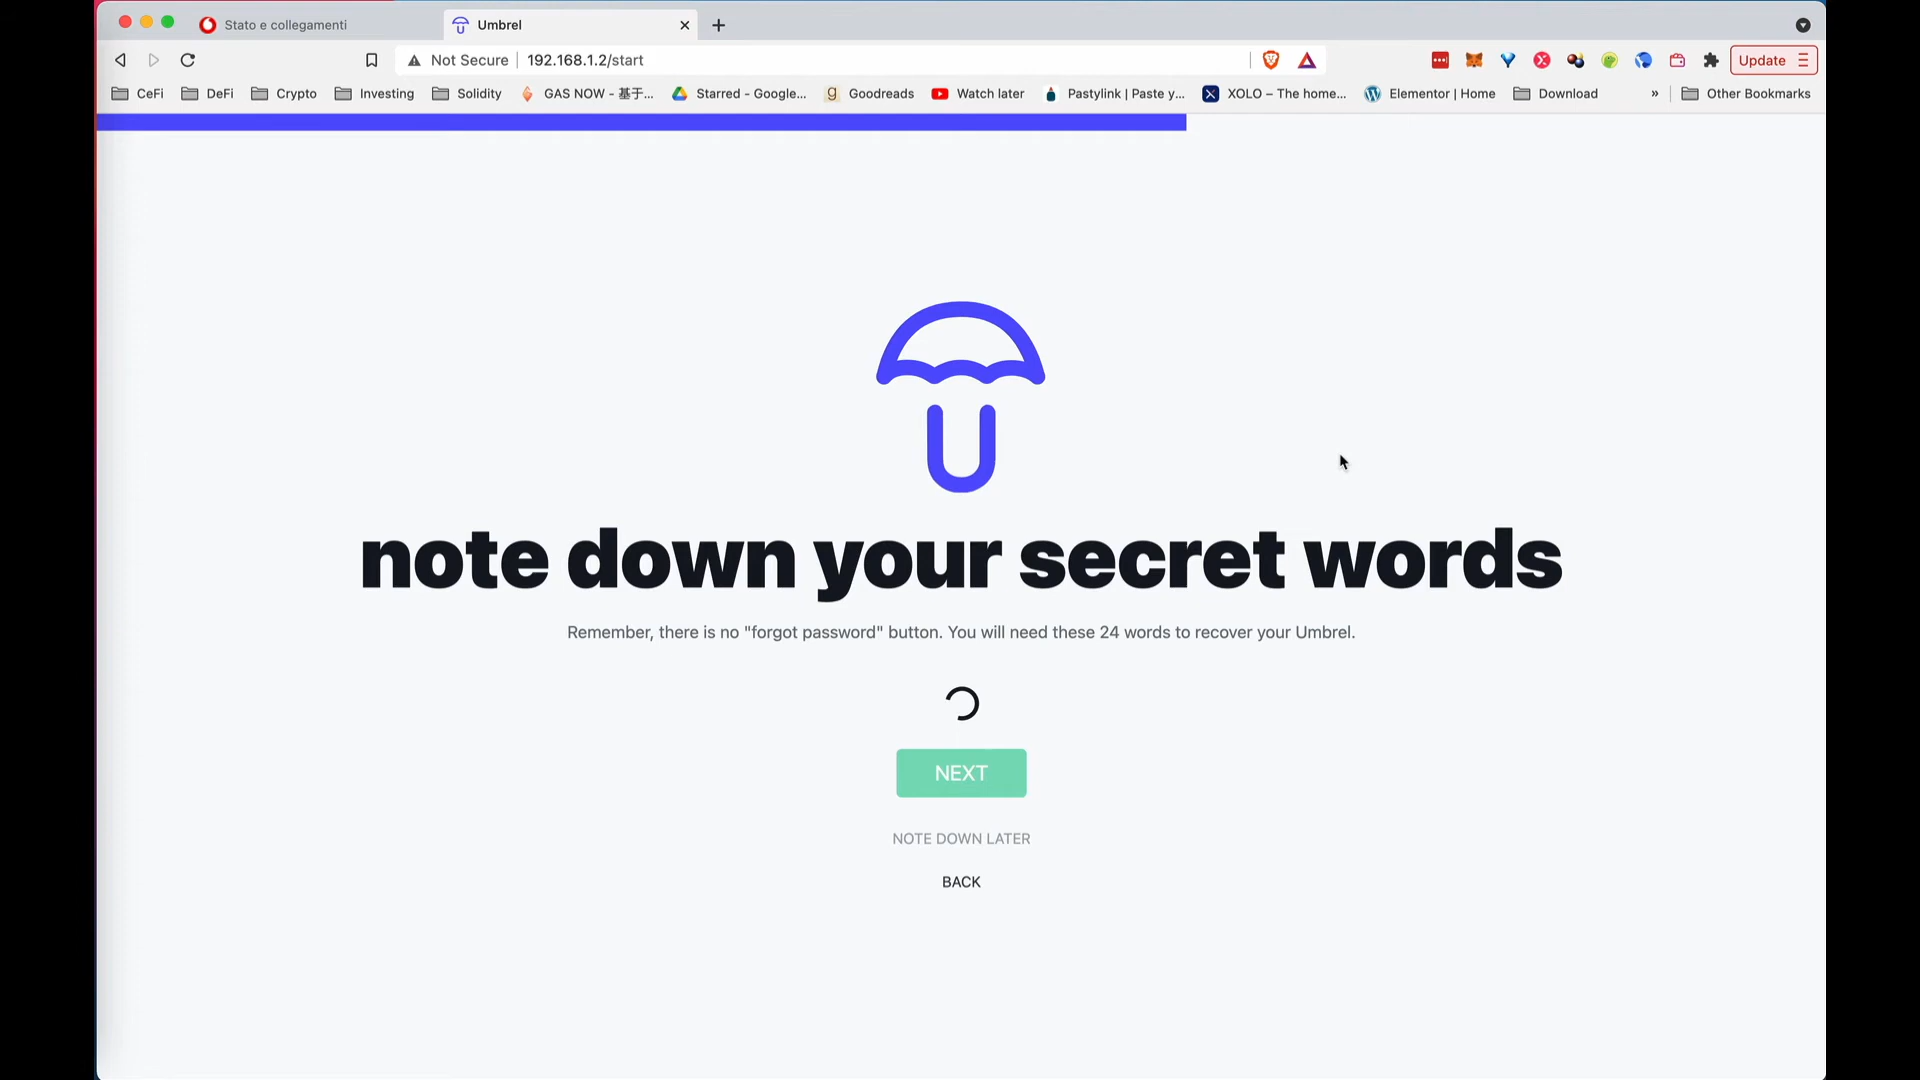 Stato e collegamenti
Umbrel
Not Secure
192.168.1.2/start
Update
CeFi
DeFi
Crypto
Investing
Solidity
GAS NOW - 基于...
Starred - Google...
Goodreads
Watch later
Pastylink | Paste y...
XOLO – The home...
Elementor | Home
Download
»
Other Bookmarks
note down your secret words
Remember, there is no "forgot password" button. You will need these 24 words to recover your Umbrel.
NEXT
NOTE DOWN LATER
BACK